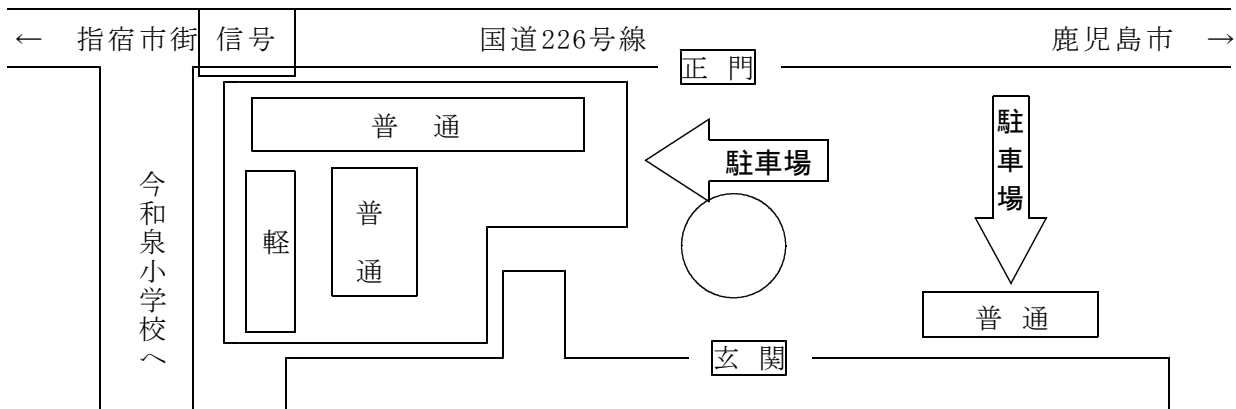 ← 指宿市街 信号 国道226号線 鹿児島市 →
正門
普通
駐車場
駐車場
今和泉小学校へ
軽
普通
普通
玄関